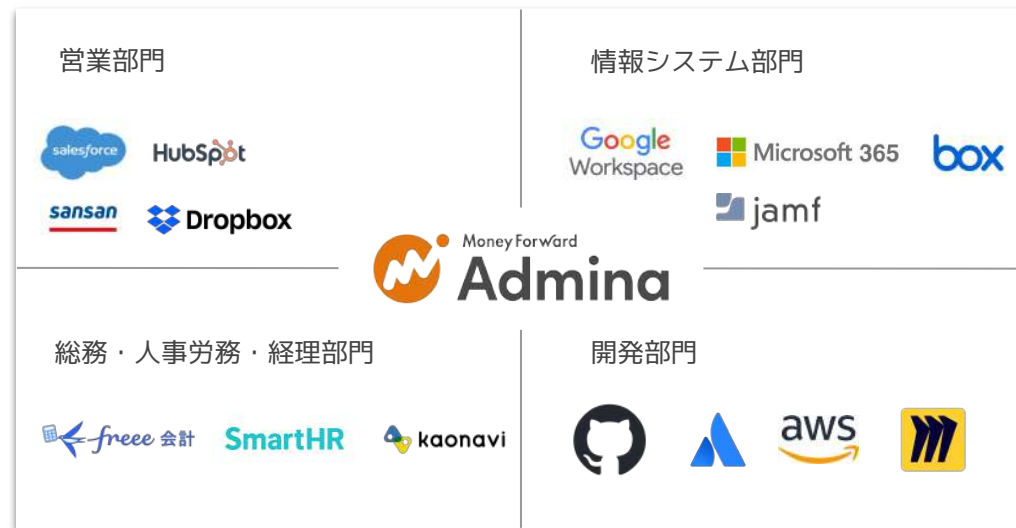 営業部門
salesforce
HubSpot
sansan
Dropbox
情報システム部門
Google
Workspace
Microsoft 365
box
jamf
Money Forward
Admina
総務・人事労務・経理部門
freee 会計
SmartHR
kaonavi
開発部門
aws